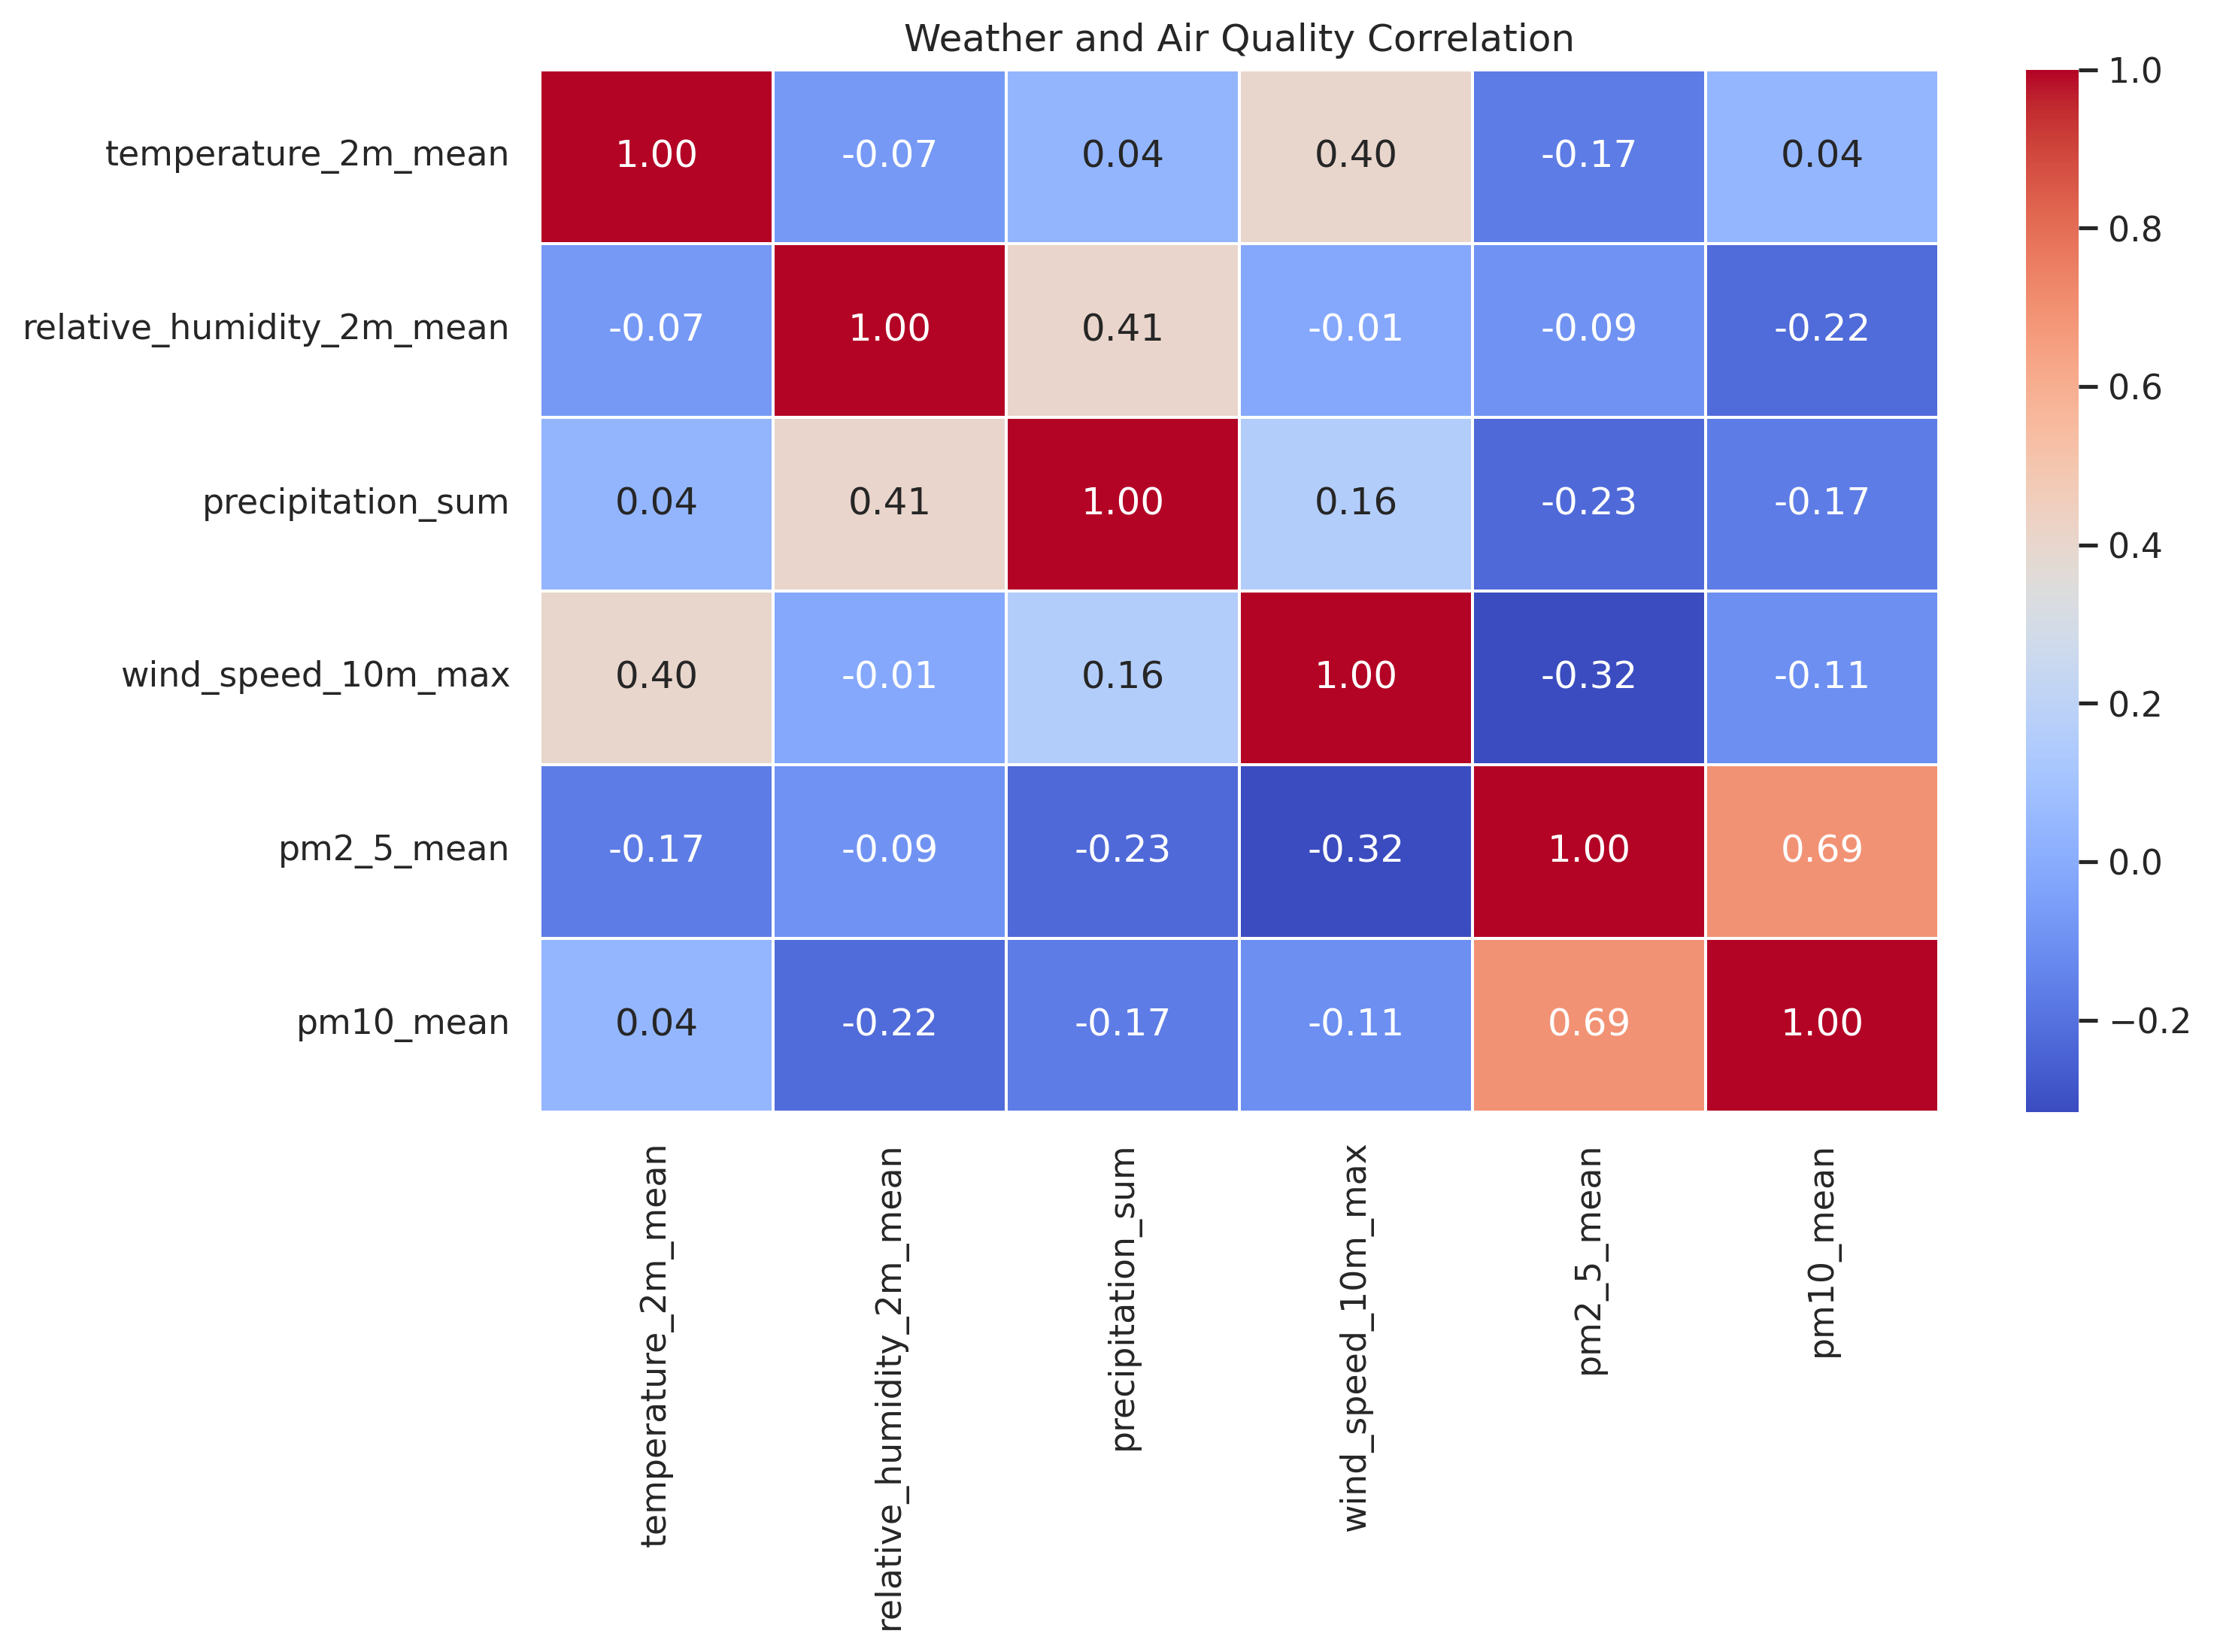 Weather and Air Quality Correlation
temperature_2m_mean 1.00 -0.07 0.04 0.40 -0.17 0.04
relative_humidity_2m_mean -0.07 1.00 0.41 -0.01 -0.09 -0.22
precipitation_sum 0.04 0.41 1.00 0.16 -0.23 -0.17
wind_speed_10m_max 0.40 -0.01 0.16 1.00 -0.32 -0.11
pm2_5_mean -0.17 -0.09 -0.23 -0.32 1.00 0.69
pm10_mean 0.04 -0.22 -0.17 -0.11 0.69 1.00
temperature_2m_mean
relative_humidity_2m_mean
precipitation_sum
wind_speed_10m_max
pm2_5_mean
pm10_mean
1.0
0.8
0.6
0.4
0.2
0.0
−0.2